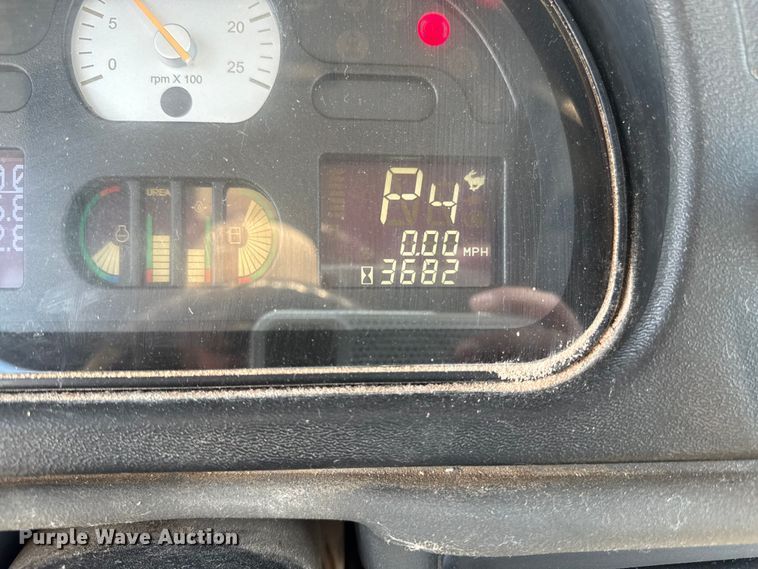 5
20
0
25
rpm X 100
UREA
P4
0.00 MPH
3682
Purple Wave Auction